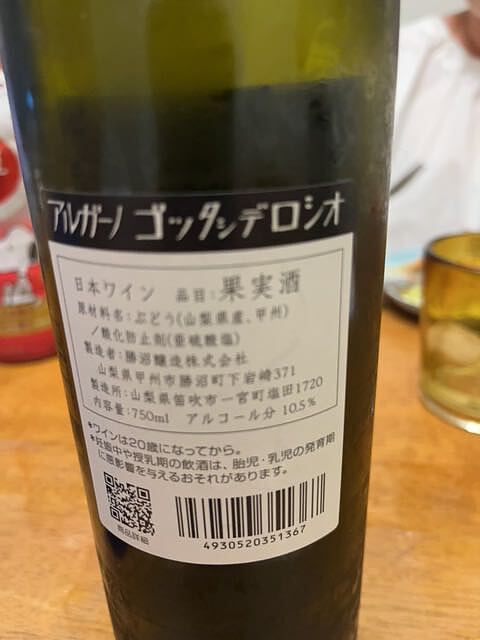 アルガーノ ゴッタシデロシオ
日本ワイン 品目:果実酒
原材料名:ぶどう(山梨県産、甲州)
/酸化防止剤(亜硫酸塩)
製造者:勝沼醸造株式会社
山梨県甲州市勝沼町下岩崎371
製造所:山梨県笛吹市一宮町塩田1720
内容量:750ml アルコール分 10.5%
*ワインは20歳になってから。
*妊娠中や授乳期の飲酒は、胎児・乳児の発育期
に悪影響を与えるおそれがあります。
商品詳細
4930520351367